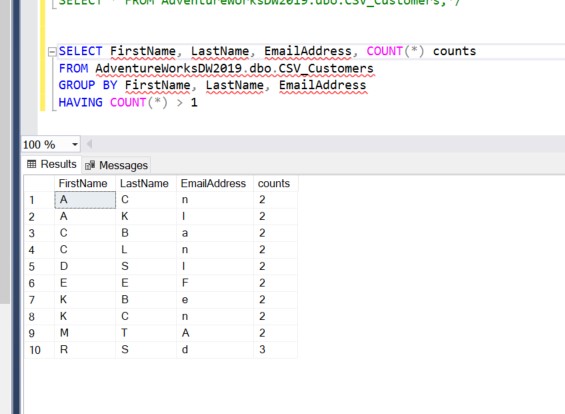 SELECT * FROM AdventureWorksDW2019.dbo.CSV_Customers;*/
SELECT FirstName, LastName, EmailAddress, COUNT(*) counts
FROM AdventureWorksDW2019.dbo.CSV_Customers
GROUP BY FirstName, LastName, EmailAddress
HAVING COUNT(*) > 1
100 %
Results Messages
FirstName LastName EmailAddress counts
1 A C n 2
2 A K l 2
3 C B a 2
4 C L n 2
5 D S l 2
6 E E F 2
7 K B e 2
8 K C n 2
9 M T A 2
10 R S d 3